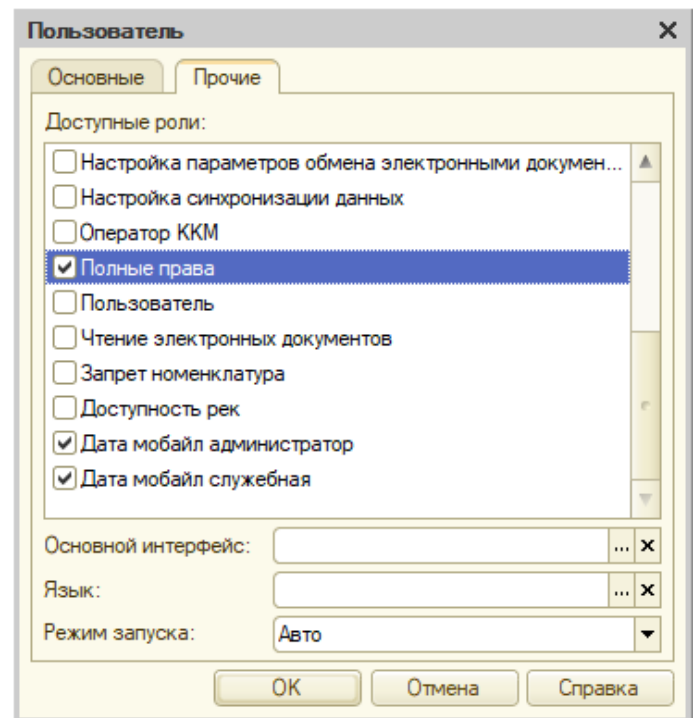 Пользователь
Основные Прочие
Доступные роли:
Настройка параметров обмена электронными докумен...
Настройка синхронизации данных
Оператор ККМ
Полные права
Пользователь
Чтение электронных документов
Запрет номенклатура
Доступность рек
Дата мобайл администратор
Дата мобайл служебная
Основной интерфейс:
Язык:
Режим запуска: Авто
ОК Отмена Справка